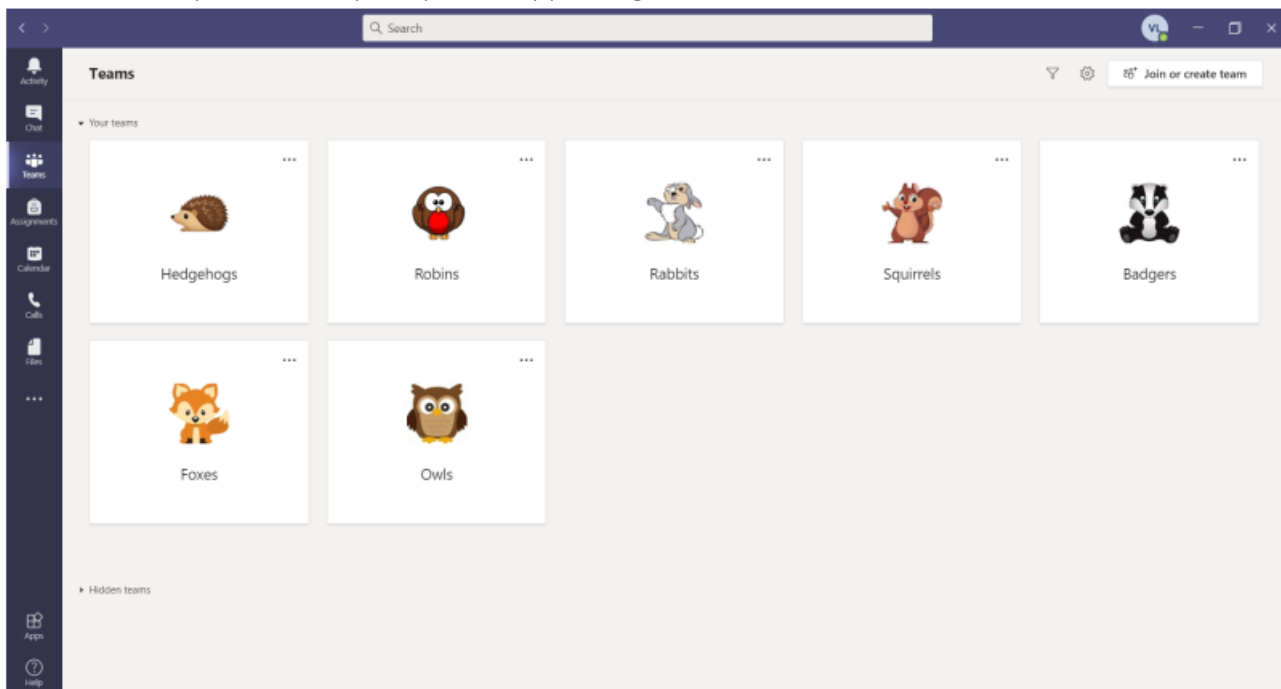 Search
VL
Activity
Teams
Join or create team
Chat
Your teams
Teams
Hedgehogs
Robins
Rabbits
Squirrels
Badgers
Assignments
Calendar
Calls
Files
Foxes
Owls
Hidden teams
Apps
Help